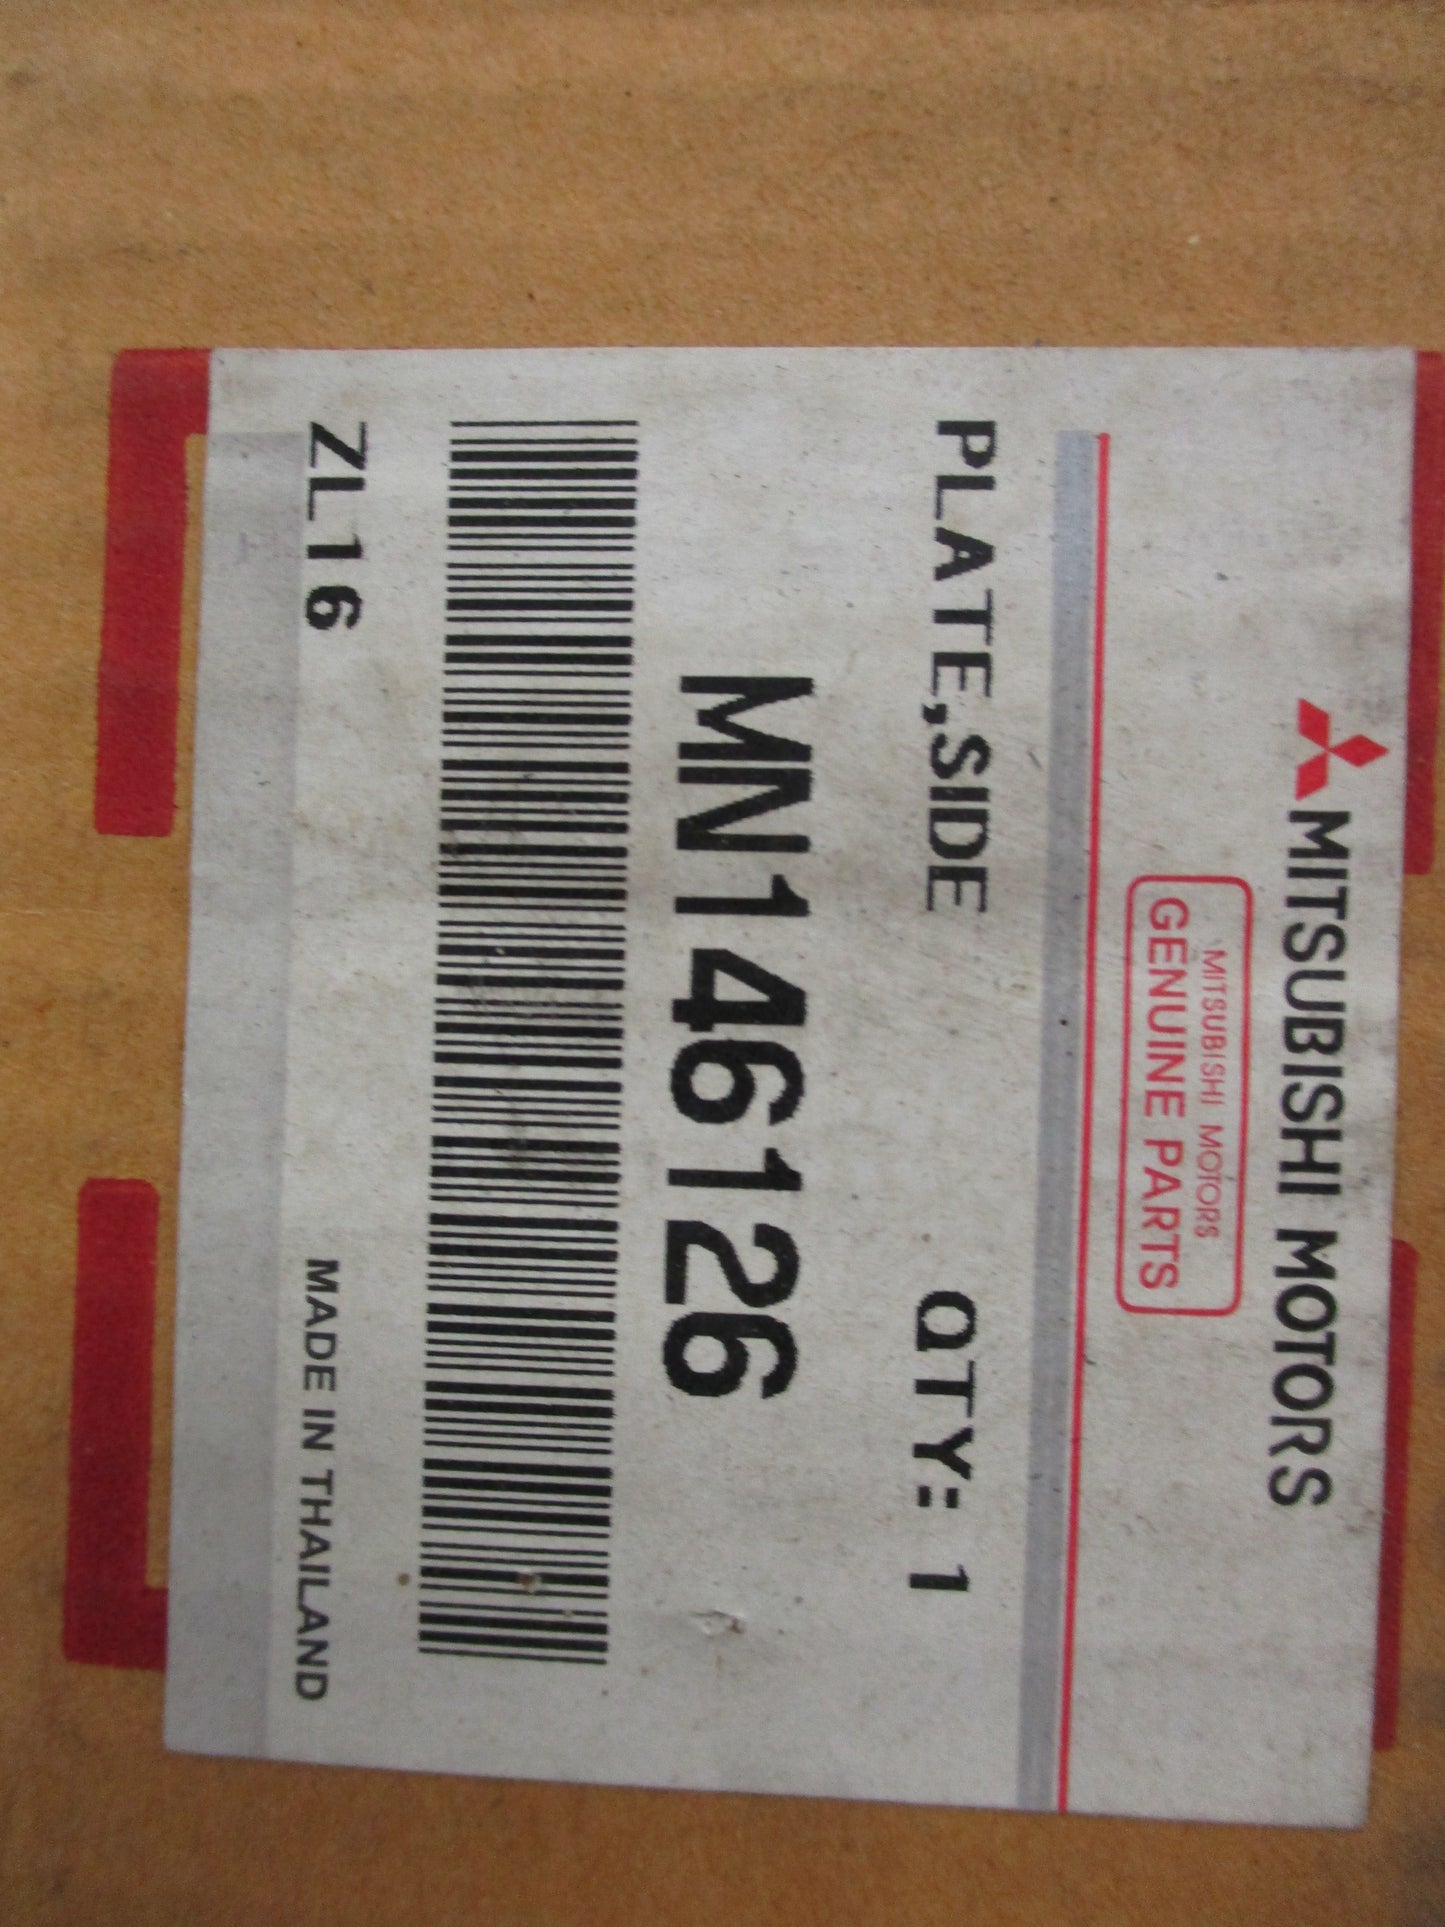 MITSUBISHI MOTORS
MITSUBISHI MOTORS
GENUINE PARTS
PLATE,SIDE QTY: 1
MN146126
ZL16 MADE IN THAILAND